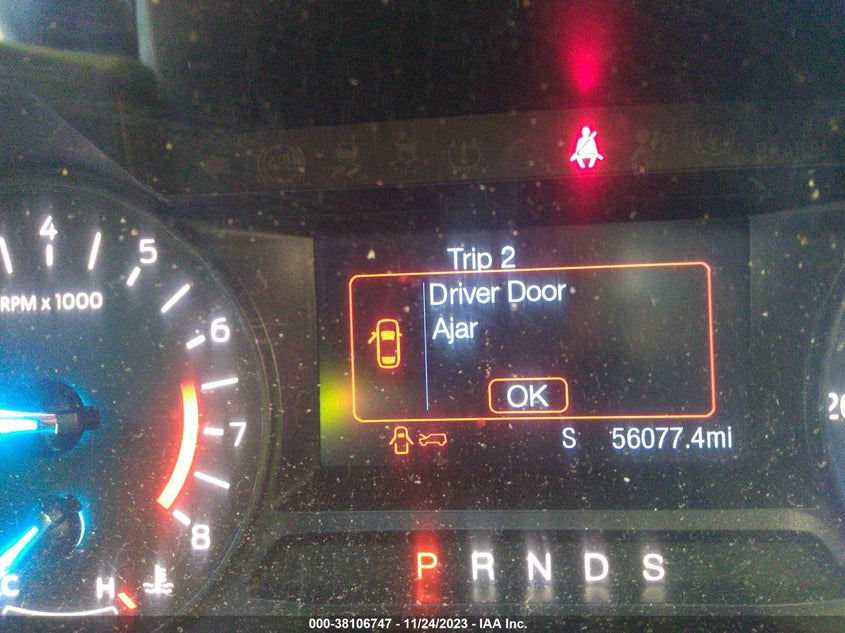 4
5
RPM x 1000
6
7
8
C H
Trip 2
Driver Door
Ajar
OK
S 56077.4mi
20
P R N D S
000-38106747 - 11/24/2023 - IAA Inc.